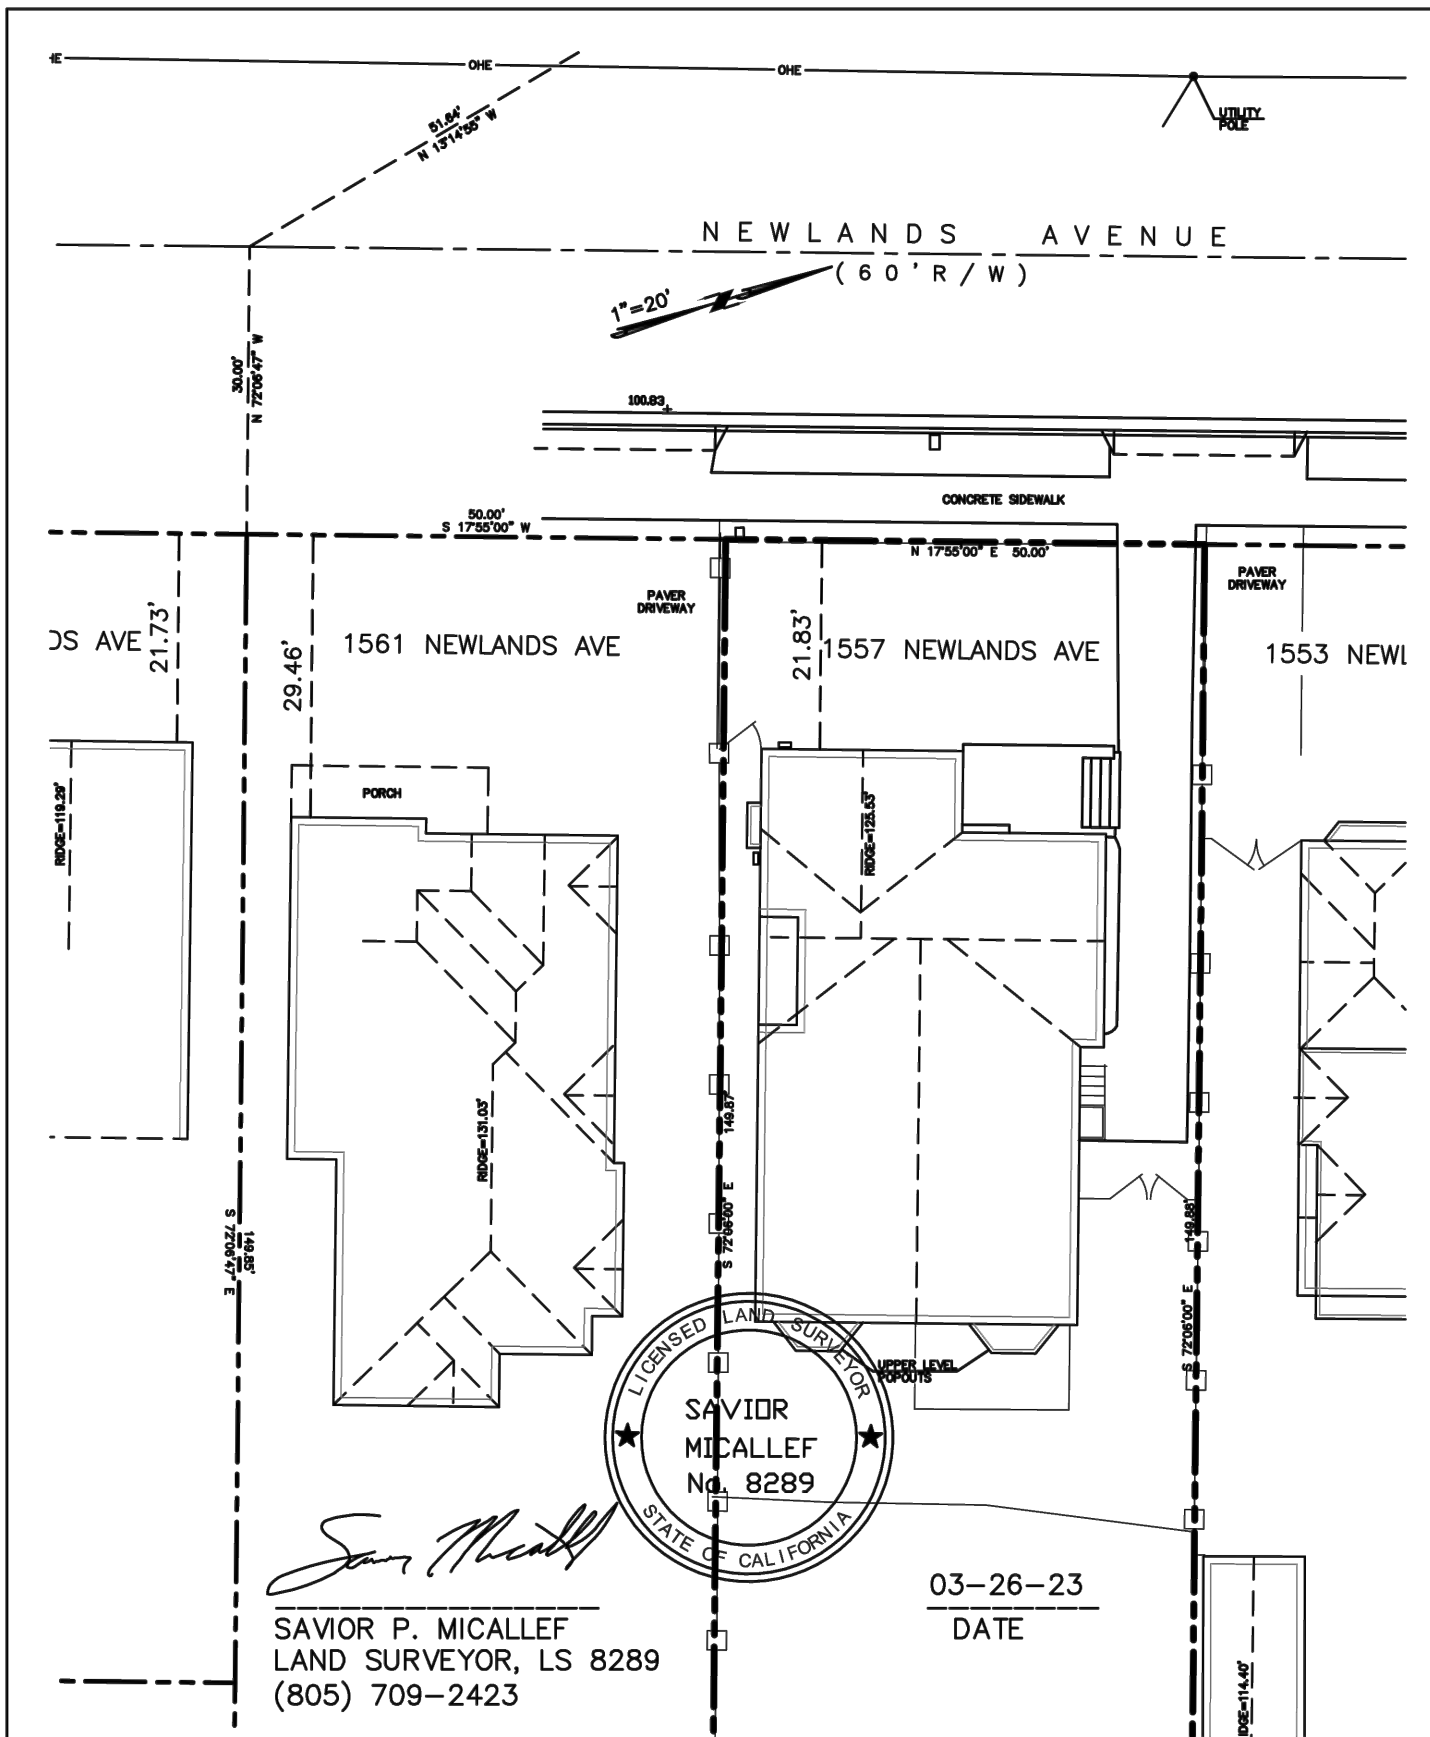 HE
OHE
OHE
UTILITY
POLE
51.64'
N 13°14'55" W
NEWLANDS AVENUE
(60'R/W)
1"=20'
30.00'
N 72°06'47" W
100.83
CONCRETE SIDEWALK
50.00'
S 17°55'00" W
N 17°55'00" E 50.00'
PAVER
DRIVEWAY
PAVER
DRIVEWAY
DS AVE
21.73'
29.46'
1561 NEWLANDS AVE
21.83'
1557 NEWLANDS AVE
1553 NEWL
RIDGE=119.29'
PORCH
RIDGE=125.53'
RIDGE=131.03'
149.87'
S 72°06'00" E
149.85'
S 72°06'47" E
149.88'
S 72°06'00" E
UPPER LEVEL
POPOUTS
LICENSED LAND SURVEYOR
SAVIOR
MICALLEF
No. 8289
STATE OF CALIFORNIA
03-26-23
DATE
SAVIOR P. MICALLEF
LAND SURVEYOR, LS 8289
(805) 709-2423
IDGE=114.40'